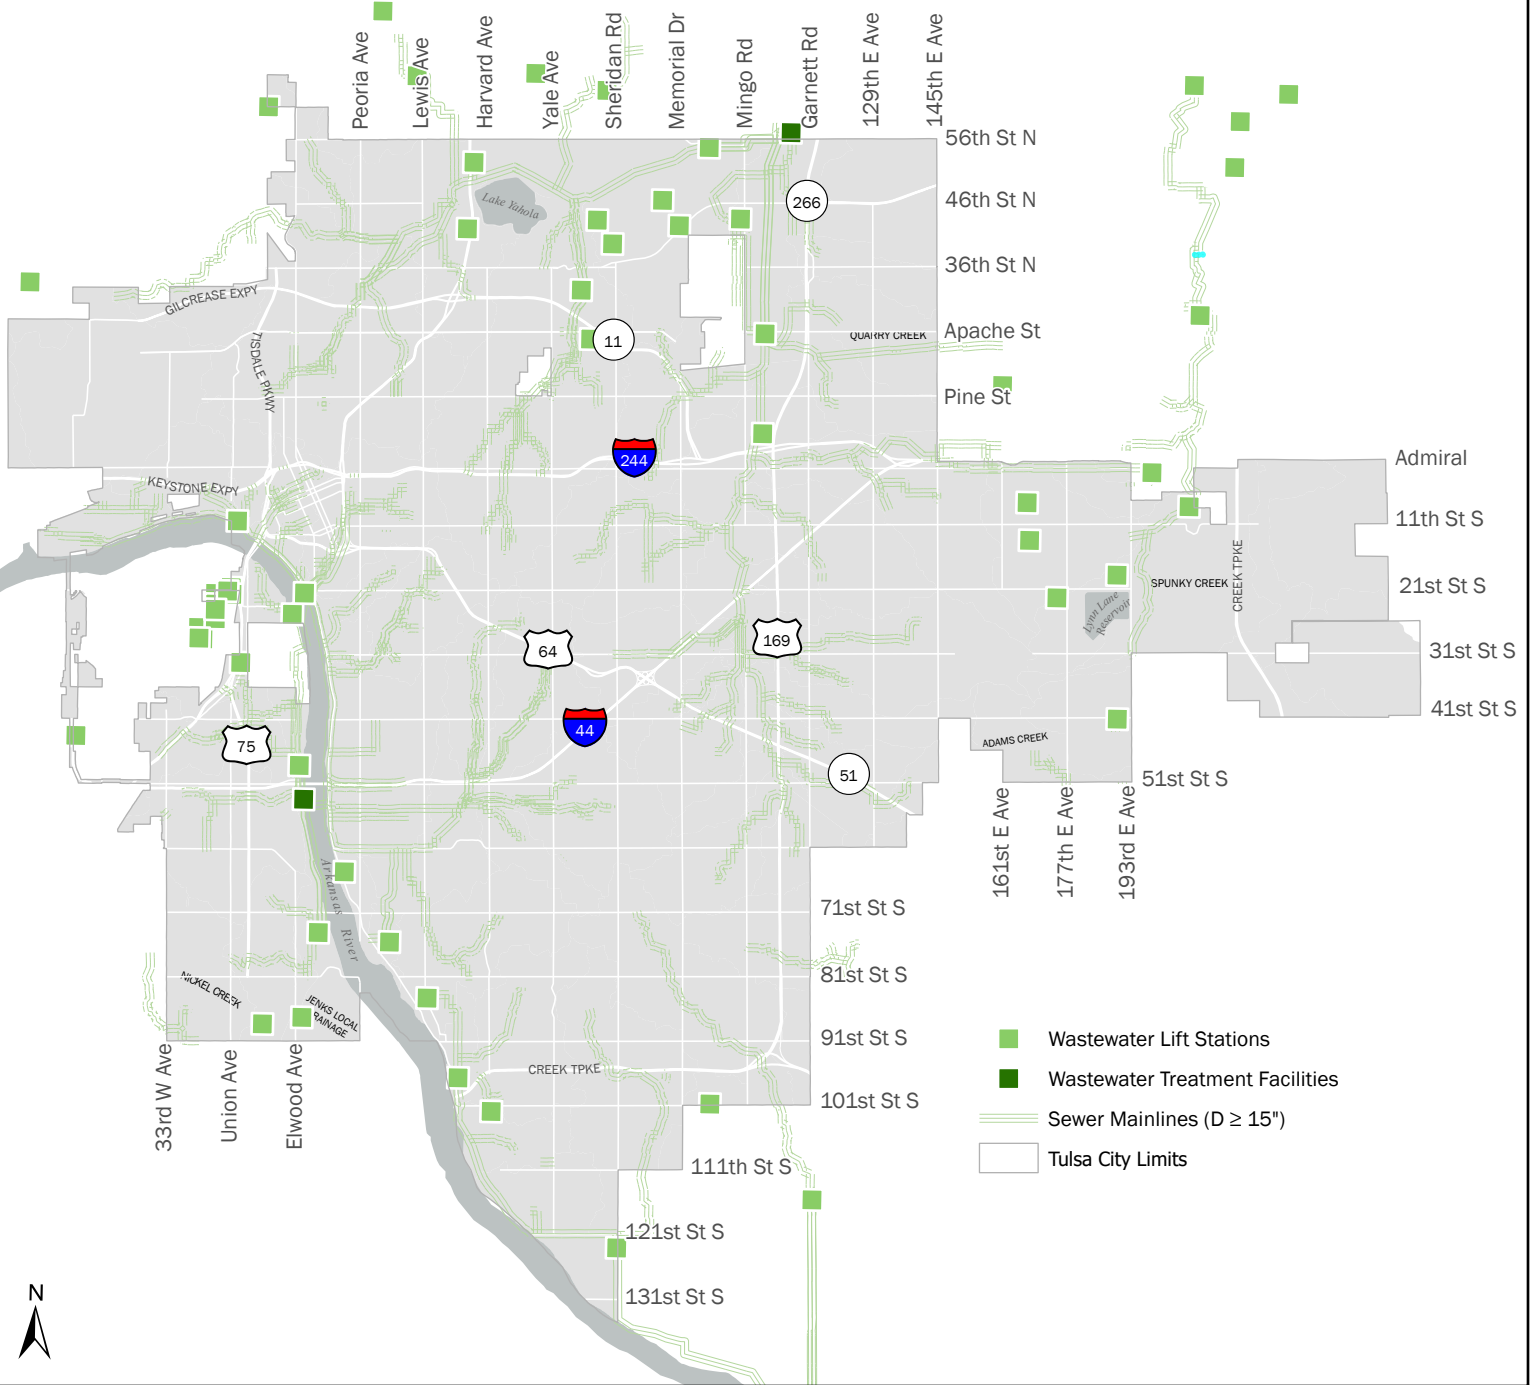 Peoria Ave
Lewis Ave
Harvard Ave
Yale Ave
Sheridan Rd
Memorial Dr
Mingo Rd
Garnett Rd
129th E Ave
145th E Ave
56th St N
46th St N
36th St N
Apache St
Pine St
Admiral
11th St S
21st St S
31st St S
41st St S
51st St S
161st E Ave
177th E Ave
193rd E Ave
Lake Yahola
266
GILCREASE EXPY
TISDALE PKWY
11
QUARRY CREEK
244
KEYSTONE EXPY
CREEK TPKE
SPUNKY CREEK
Lynn Lane
Reservoir
64
169
75
44
51
ADAMS CREEK
Arkansas River
71st St S
81st St S
91st St S
101st St S
111th St S
121st St S
131st St S
NICKEL CREEK
JENKS LOCAL
RAINAGE
CREEK TPKE
33rd W Ave
Union Ave
Elwood Ave
Wastewater Lift Stations
Wastewater Treatment Facilities
Sewer Mainlines (D ≥ 15")
Tulsa City Limits
N